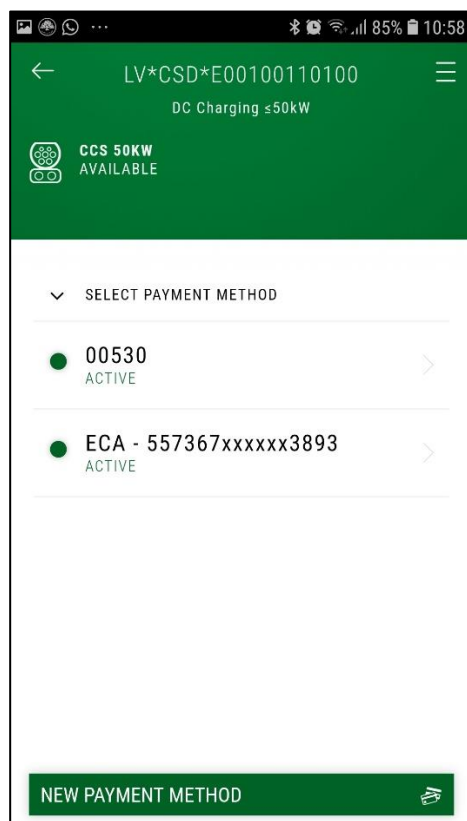 ... 85% 10:58
LV*CSD*E00100110100
DC Charging ≤50kW
CCS 50KW
AVAILABLE
SELECT PAYMENT METHOD
00530
ACTIVE
ECA - 557367xxxxxx3893
ACTIVE
NEW PAYMENT METHOD